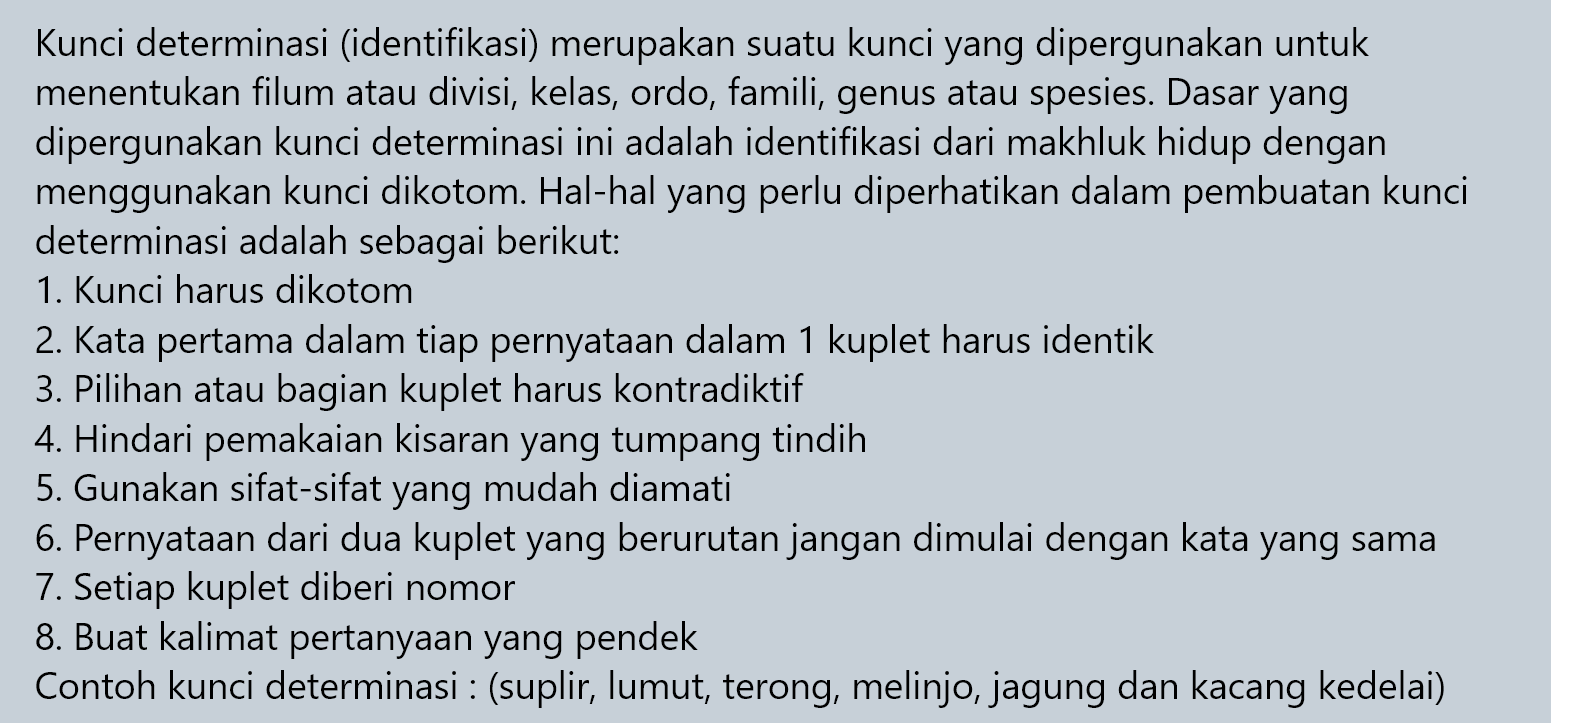 Kunci determinasi (identifikasi) merupakan suatu kunci yang dipergunakan untuk
menentukan filum atau divisi, kelas, ordo, famili, genus atau spesies. Dasar yang
dipergunakan kunci determinasi ini adalah identifikasi dari makhluk hidup dengan
menggunakan kunci dikotom. Hal-hal yang perlu diperhatikan dalam pembuatan kunci
determinasi adalah sebagai berikut:
1. Kunci harus dikotom
2. Kata pertama dalam tiap pernyataan dalam 1 kuplet harus identik
3. Pilihan atau bagian kuplet harus kontradiktif
4. Hindari pemakaian kisaran yang tumpang tindih
5. Gunakan sifat-sifat yang mudah diamati
6. Pernyataan dari dua kuplet yang berurutan jangan dimulai dengan kata yang sama
7. Setiap kuplet diberi nomor
8. Buat kalimat pertanyaan yang pendek
Contoh kunci determinasi : (suplir, lumut, terong, melinjo, jagung dan kacang kedelai)